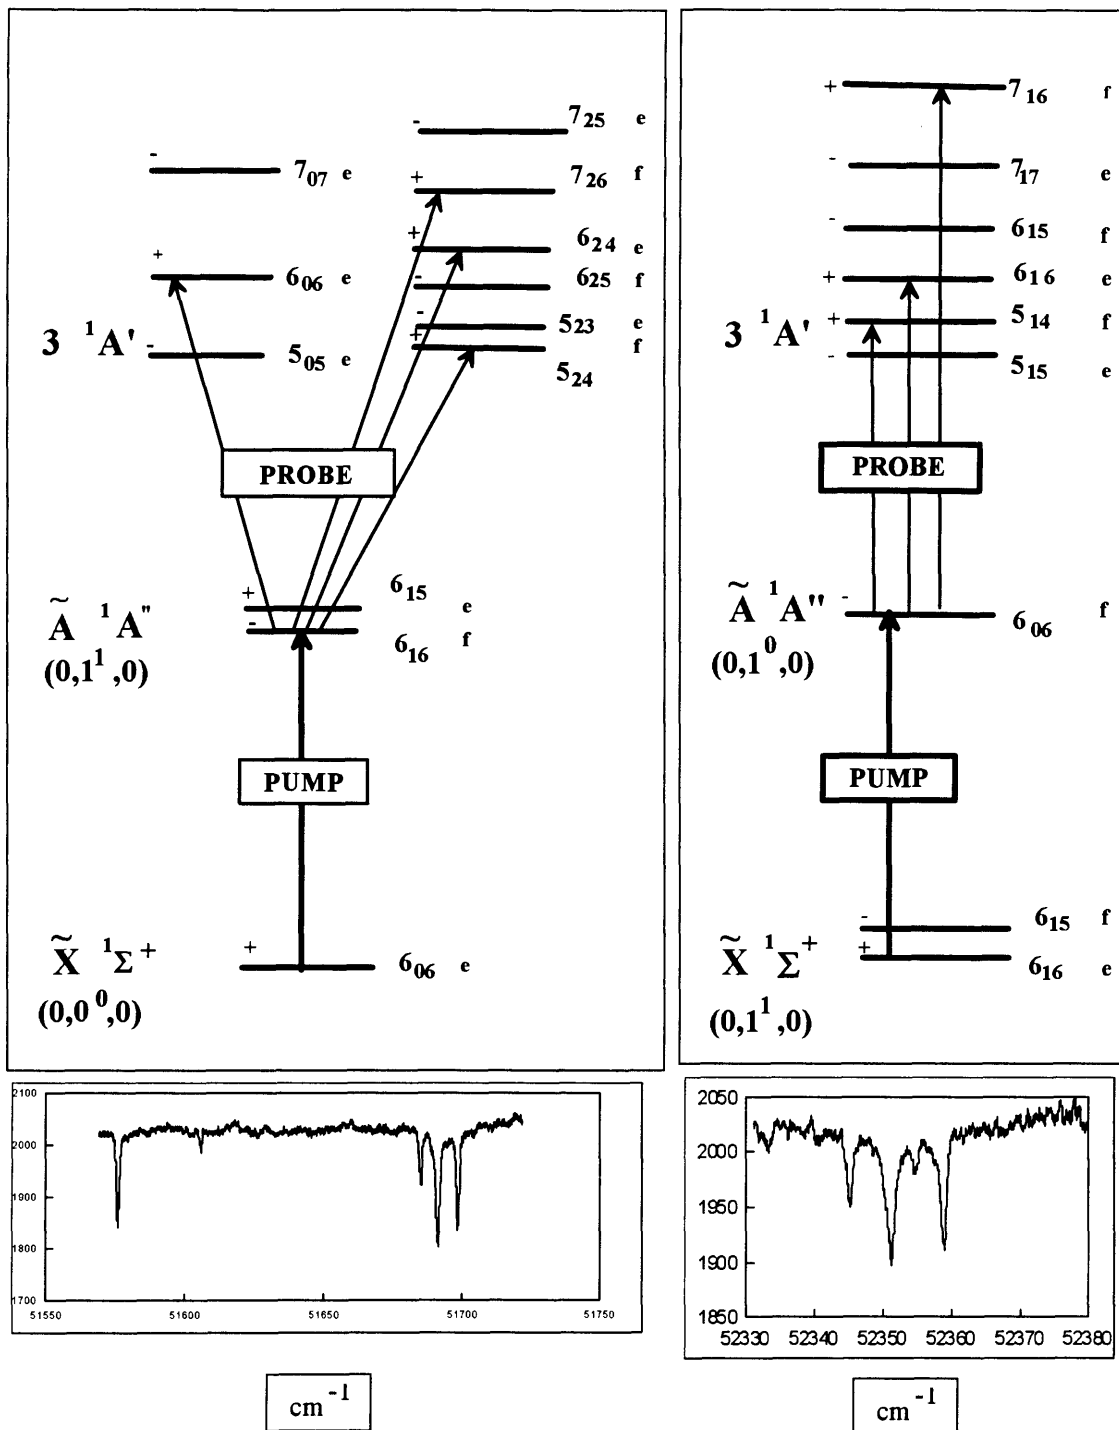 - 7₂₅ e
- 7₀₇ e
+ 7₂₆ f
+ 6₂₄ e
+ 6₀₆ e
- 6₂₅ f
- 5₂₃ e
3 ¹A'
- 5₀₅ e
+ 5₂₄ f
PROBE
+ 6₁₅ e
Ã ¹A"
- 6₁₆ f
(0,1¹,0)
PUMP
X̃ ¹Σ⁺
+ 6₀₆ e
(0,0⁰,0)
+ 7₁₆ f
- 7₁₇ e
- 6₁₅ f
+ 6₁₆ e
3 ¹A'
+ 5₁₄ f
- 5₁₅ e
PROBE
Ã ¹A''
- 6₀₆ f
(0,1⁰,0)
PUMP
- 6₁₅ f
X̃ ¹Σ⁺
+ 6₁₆ e
(0,1¹,0)
2100
2000
1900
1800
1700
51550 51600 51650 51700 51750
cm⁻¹
2050
2000
1950
1900
1850
52330 52340 52350 52360 52370 52380
cm⁻¹